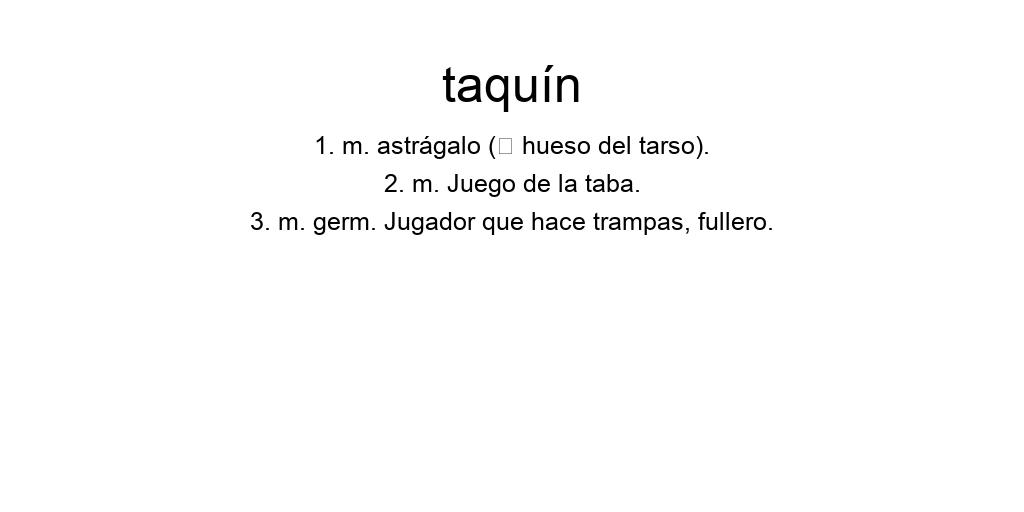 taquín
1. m. astrágalo (□ hueso del tarso).
2. m. Juego de la taba.
3. m. germ. Jugador que hace trampas, fullero.